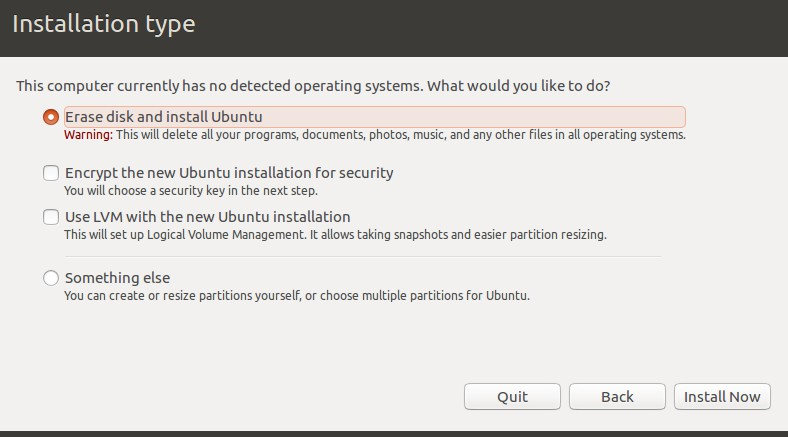 Installation type
This computer currently has no detected operating systems. What would you like to do?
Erase disk and install Ubuntu
Warning: This will delete all your programs, documents, photos, music, and any other files in all operating systems.
Encrypt the new Ubuntu installation for security
You will choose a security key in the next step.
Use LVM with the new Ubuntu installation
This will set up Logical Volume Management. It allows taking snapshots and easier partition resizing.
Something else
You can create or resize partitions yourself, or choose multiple partitions for Ubuntu.
Quit Back Install Now